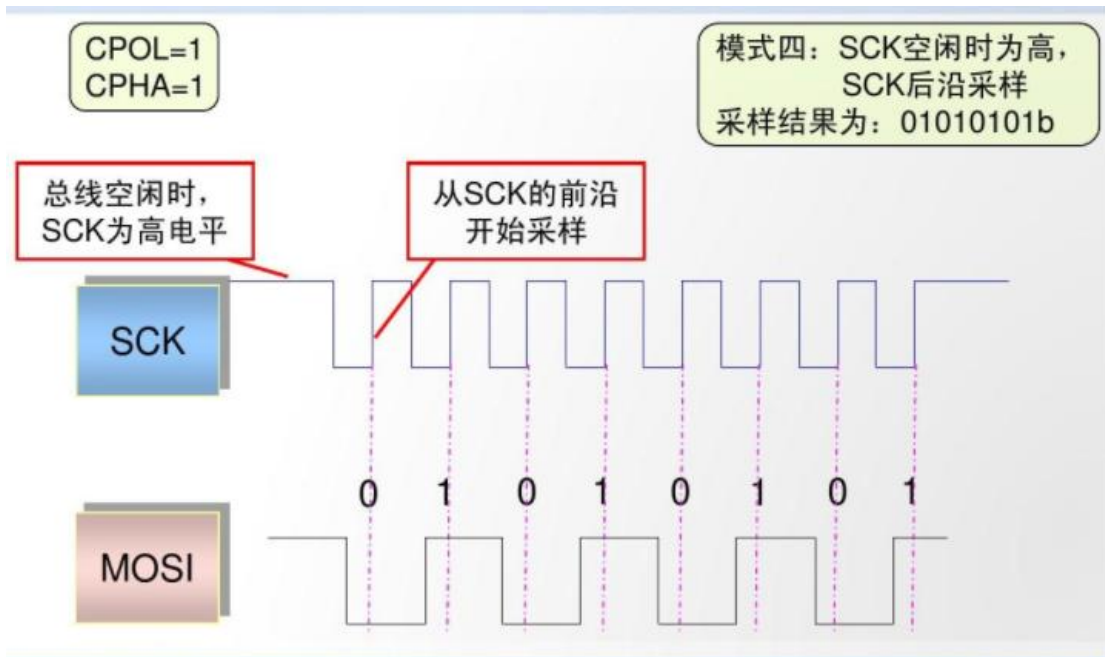 CPOL=1
CPHA=1
模式四：SCK空闲时为高，
SCK后沿采样
采样结果为：01010101b
总线空闲时，
SCK为高电平
从SCK的前沿
开始采样
SCK
0 1 0 1 0 1 0 1
MOSI